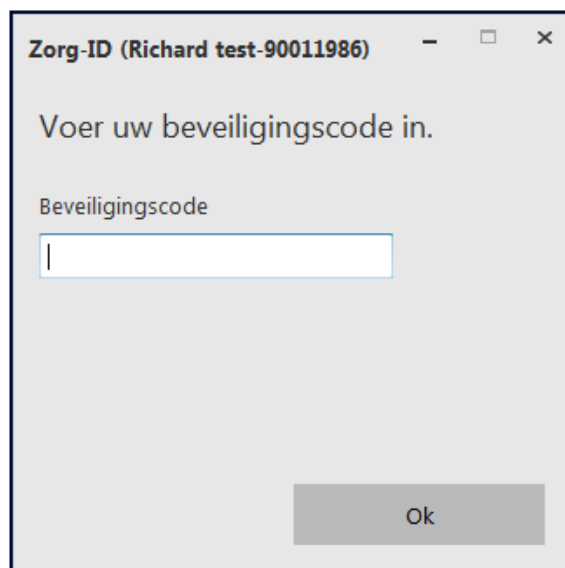 Zorg-ID (Richard test-90011986)
Voer uw beveiligingscode in.
Beveiligingscode
Ok